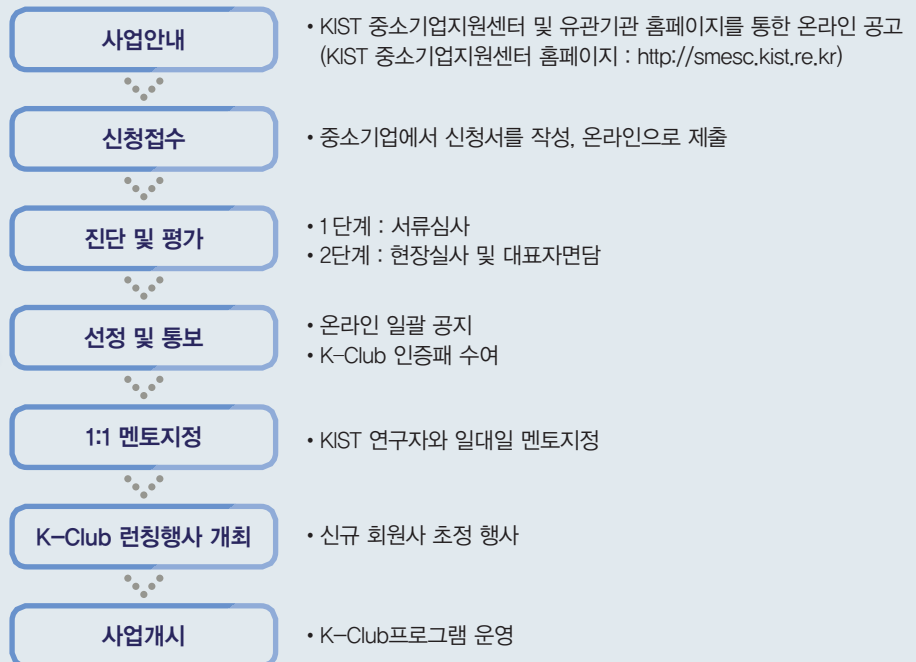 사업안내
• KIST 중소기업지원센터 및 유관기관 홈페이지를 통한 온라인 공고
(KIST 중소기업지원센터 홈페이지 : http://smesc.kist.re.kr)
신청접수
• 중소기업에서 신청서를 작성, 온라인으로 제출
진단 및 평가
• 1단계 : 서류심사
• 2단계 : 현장실사 및 대표자면담
선정 및 통보
• 온라인 일괄 공지
• K-Club 인증패 수여
1:1 멘토지정
• KIST 연구자와 일대일 멘토지정
K-Club 런칭행사 개최
• 신규 회원사 초정 행사
사업개시
• K-Club프로그램 운영